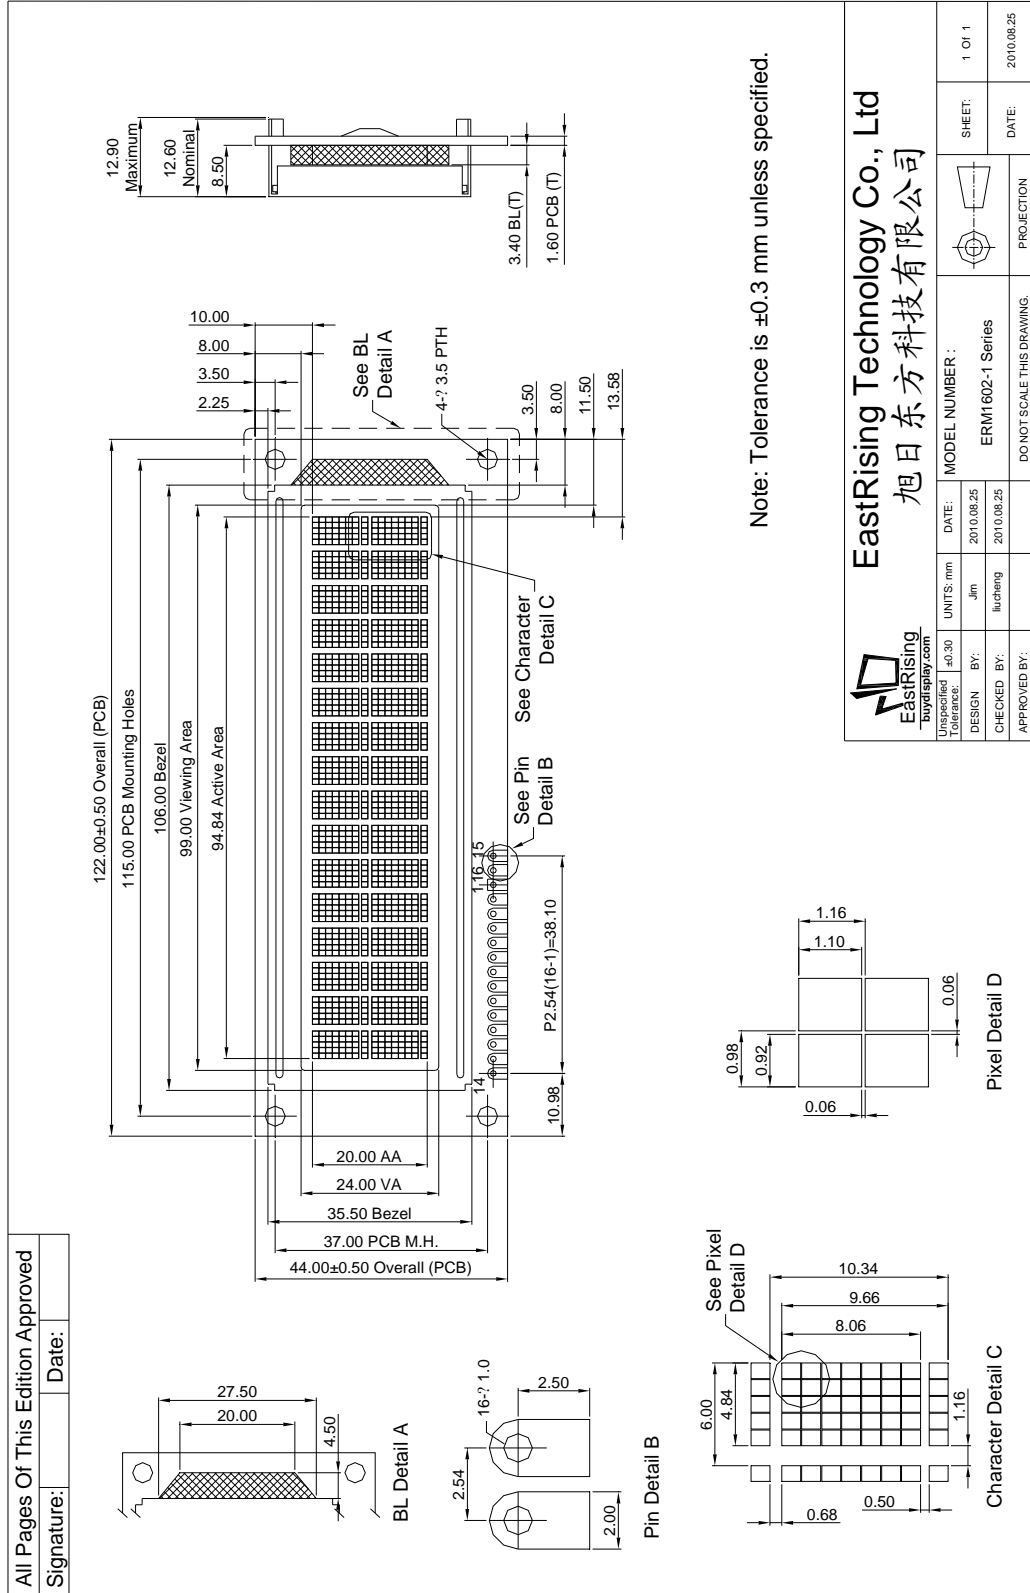 All Pages Of This Edition Approved
Signature:
Date:
12.90
Maximum
12.60
Nominal
8.50
3.40 BL(T)
1.60 PCB (T)
122.00±0.50 Overall (PCB)
115.00 PCB Mounting Holes
106.00 Bezel
99.00 Viewing Area
94.84 Active Area
10.00
8.00
3.50
2.25
See BL
Detail A
4-? 3.5 PTH
3.50
8.00
11.50
13.58
See Character
Detail C
See Pin
Detail B
14
1
16
15
P2.54(16-1)=38.10
10.98
20.00 AA
24.00 VA
35.50 Bezel
37.00 PCB M.H.
44.00±0.50 Overall (PCB)
27.50
20.00
4.50
BL Detail A
16-? 1.0
2.50
2.54
2.00
Pin Detail B
See Pixel
Detail D
10.34
9.66
8.06
6.00
4.84
1.16
0.50
0.68
Character Detail C
1.16
1.10
0.98
0.92
0.06
0.06
Pixel Detail D
Note: Tolerance is ±0.3 mm unless specified.
EastRising
buydisplay.com
EastRising Technology Co., Ltd
旭日东方科技有限公司
Unspecified
Tolerance:
±0.30
UNITS: mm
DATE:
MODEL NUMBER :
ERM1602-1 Series
DESIGN BY:
Jim
2010.08.25
CHECKED BY:
liucheng
2010.08.25
APPROVED BY:
DO NOT SCALE THIS DRAWING.
PROJECTION
SHEET:
1 Of 1
DATE:
2010.08.25